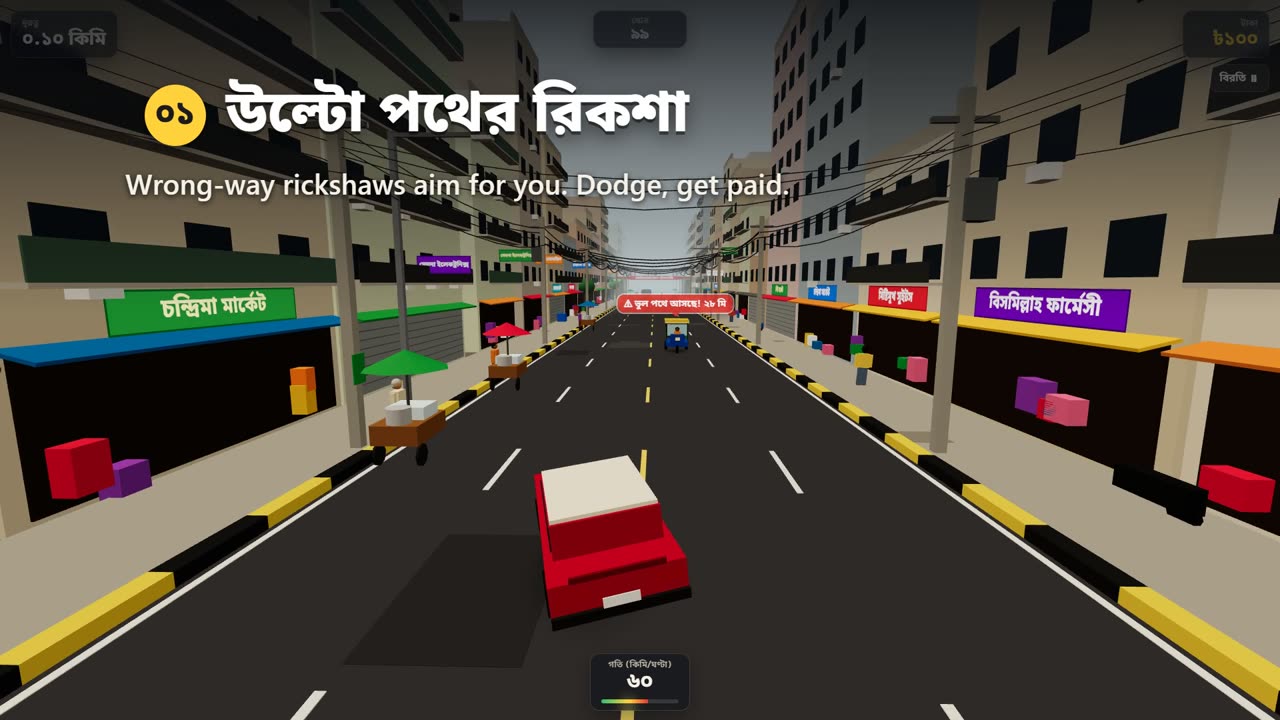 দূরত্ব
০.১০ কিমি
স্কোর
৯৯
টাকা
৳১০০
বিরতি ⏸
০১ উল্টো পথের রিকশা
Wrong-way rickshaws aim for you. Dodge, get paid.
চন্দ্রিমা মার্কেট
⚠ ভুল পথে আসছে! ২৮ মি
বিসমিল্লাহ ফার্মেসী
গতি (কিমি/ঘণ্টা)
৬০